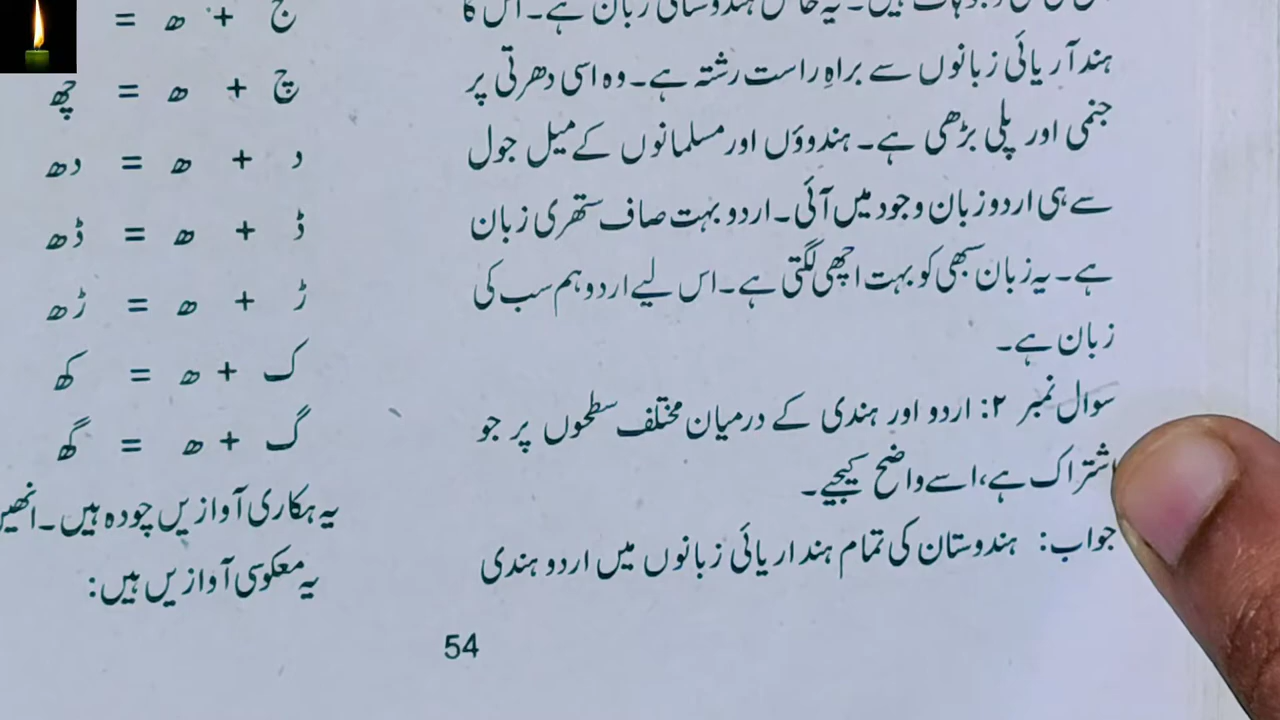 زبان ہے۔ اس کا
ہند آریائی زبانوں سے براہِ راست رشتہ ہے۔ وہ اسی دھرتی پر
جنمی اور پلی بڑھی ہے۔ ہندوؤں اور مسلمانوں کے میل جول
سے ہی اردو زبان وجود میں آئی۔ اردو بہت صاف ستھری زبان
ہے۔ یہ زبان سبھی کو بہت اچھی لگتی ہے۔ اس لیے اردو ہم سب کی
زبان ہے۔
سوال نمبر ۲: اردو اور ہندی کے درمیان مختلف سطحوں پر جو
اشتراک ہے، اسے واضح کیجیے۔
جواب: ہندوستان کی تمام ہند اریائی زبانوں میں اردو ہندی
ج + ھ =
چ + ھ = چھ
د + ھ = دھ
ڈ + ھ = ڈھ
ڑ + ھ = ڑھ
ک + ھ = کھ
گ + ھ = گھ
یہ ہکاری آوازیں چودہ ہیں۔ انھیں
یہ معکوسی آوازیں ہیں:
54